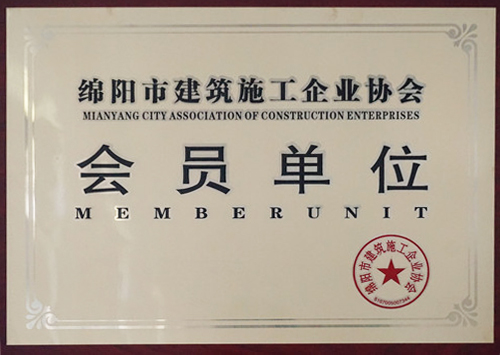 绵阳市建筑施工企业协会
MIANYANG CITY ASSOCIATION OF CONSTRUCTION ENTERPRISES
会员单位
MEMBERUNIT
绵阳市建筑施工企业协会